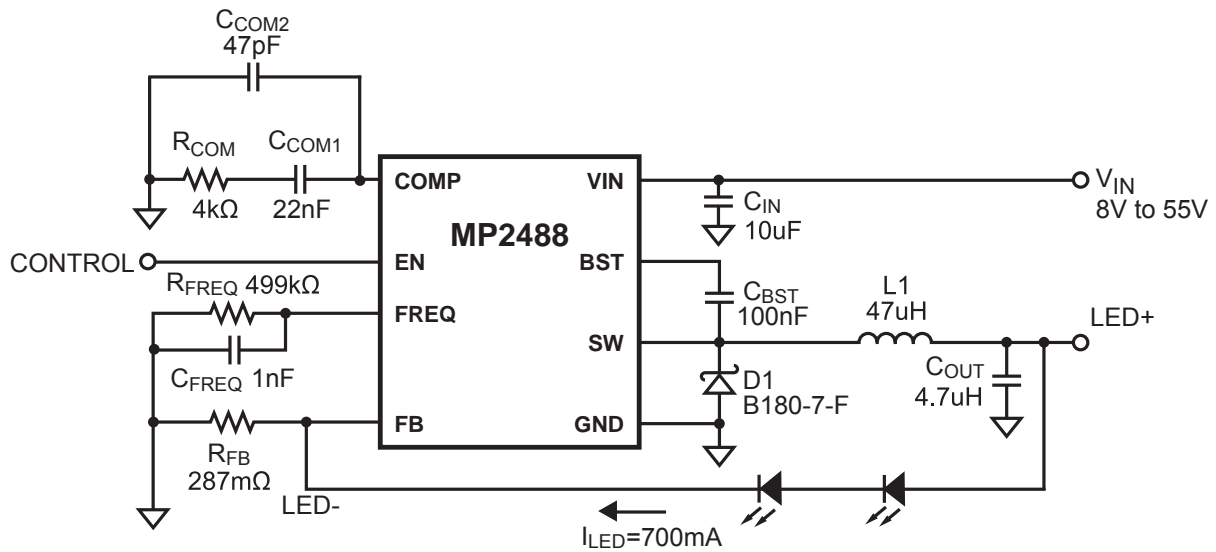 CCOM2
47pF
RCOM
CCOM1
4kΩ
22nF
COMP
VIN
CIN
10uF
VIN
8V to 55V
MP2488
CONTROL
EN
BST
RFREQ 499kΩ
CBST
100nF
L1
47uH
FREQ
SW
LED+
CFREQ 1nF
D1
B180-7-F
COUT
4.7uH
FB
GND
RFB
287mΩ
LED-
ILED=700mA